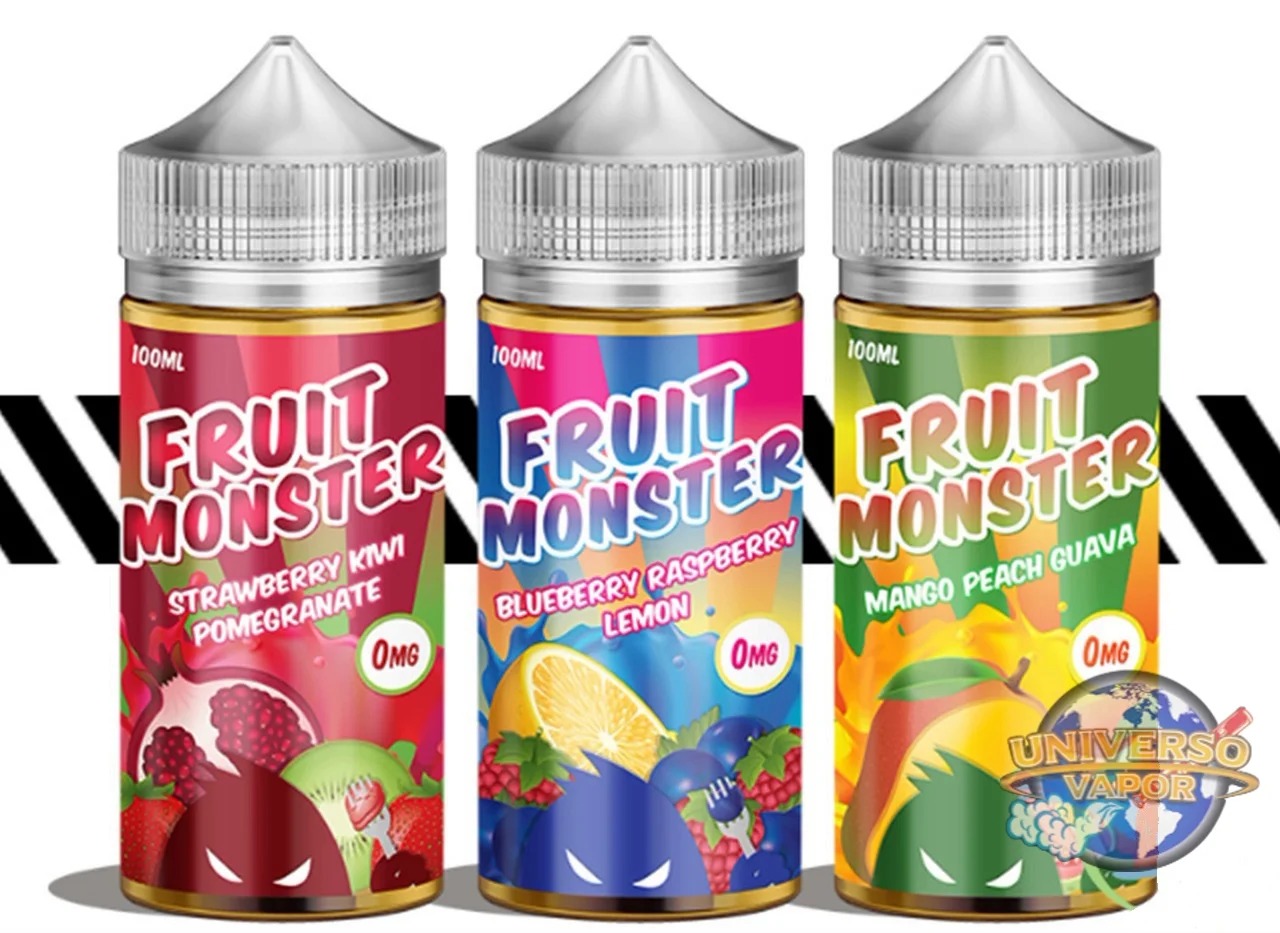 100ML
FRUIT
MONSTER
STRAWBERRY KIWI
POMEGRANATE
0MG
100ML
FRUIT
MONSTER
BLUEBERRY RASPBERRY
LEMON
0MG
100ML
FRUIT
MONSTER
MANGO PEACH GUAVA
0MG
UNIVERSO
VAPOR